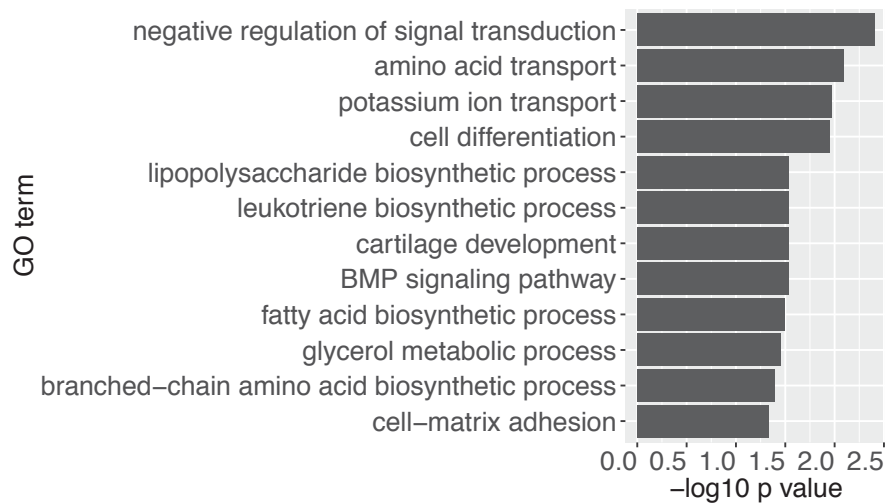 GO term
negative regulation of signal transduction
amino acid transport
potassium ion transport
cell differentiation
lipopolysaccharide biosynthetic process
leukotriene biosynthetic process
cartilage development
BMP signaling pathway
fatty acid biosynthetic process
glycerol metabolic process
branched−chain amino acid biosynthetic process
cell−matrix adhesion
0.0 0.5 1.0 1.5 2.0 2.5
−log10 p value